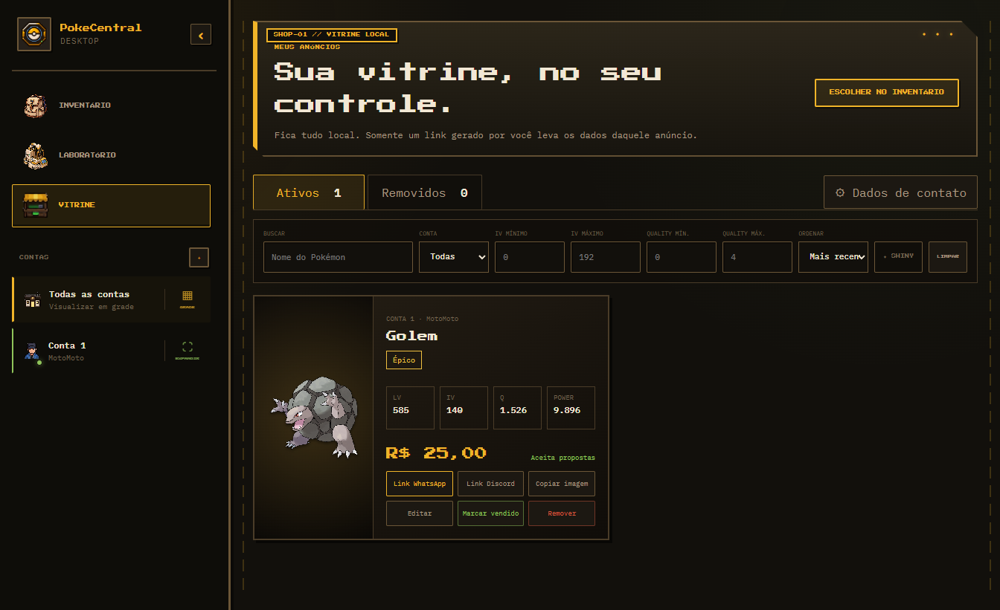 PokeCentral
DESKTOP
INVENTÁRIO
LABORATÓRIO
VITRINE
CONTAS
+
Todas as contas
Visualizar em grade
GRADE
Conta 1
MotoMoto
EXPANDIR
SHOP-01 // VITRINE LOCAL
MEUS ANÚNCIOS
Sua vitrine, no seu
controle.
Fica tudo local. Somente um link gerado por você leva os dados daquele anúncio.
ESCOLHER NO INVENTÁRIO
Ativos 1
Removidos 0
Dados de contato
BUSCAR
CONTA
IV MÍNIMO
IV MÁXIMO
QUALITY MÍN.
QUALITY MÁX.
ORDENAR
Nome do Pokémon
Todas
0
192
0
4
Mais recen
SHINY
LIMPAR
CONTA 1 · MotoMoto
Golem
Épico
LV
585
IV
140
Q
1.526
POWER
9.896
R$ 25,00
Aceita propostas
Link WhatsApp
Link Discord
Copiar imagem
Editar
Marcar vendido
Remover